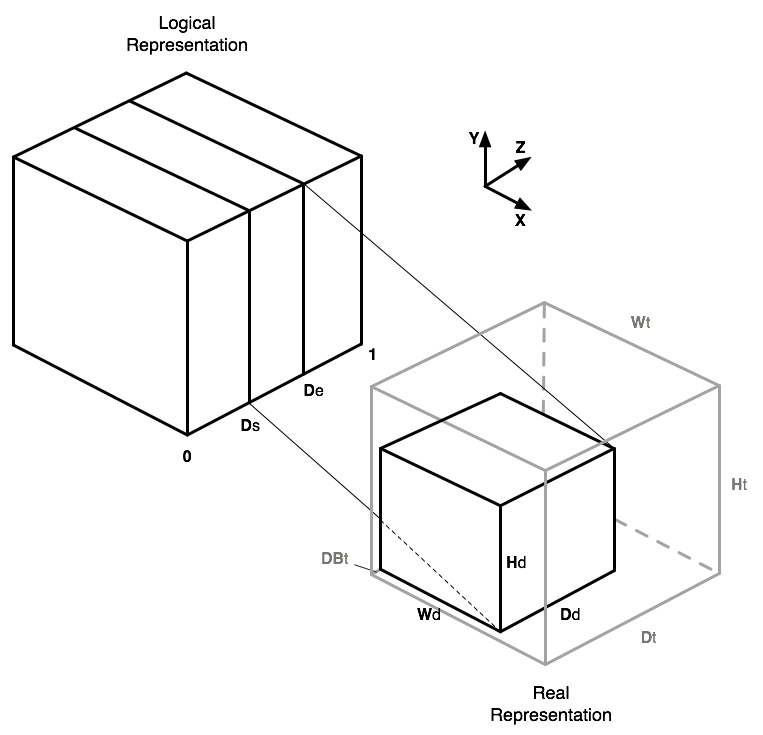 Logical
Representation
Y
Z
X
Wt
1
De
Ds
0
Ht
DBt
Hd
Wd
Dd
Dt
Real
Representation